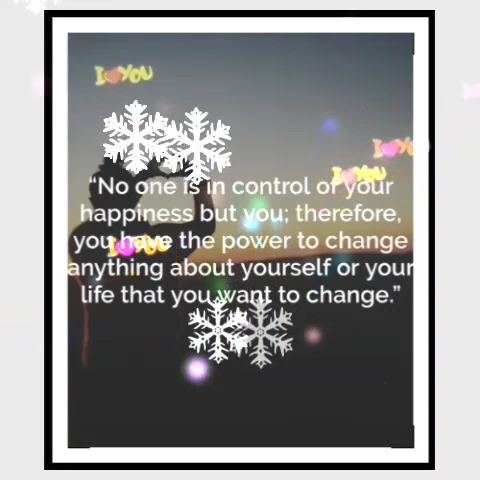 I❤YOU
I❤YOU
I❤YOU
“No one is in control of your
happiness but you; therefore,
you have the power to change
I❤YOU
anything about yourself or your
life that you want to change.”